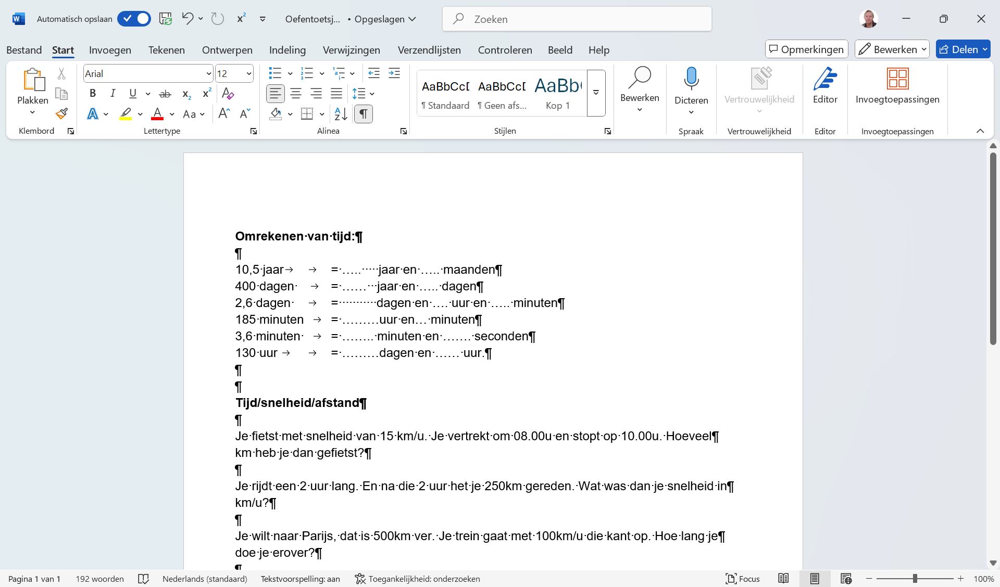 Automatisch opslaan
Oefentoetsj... • Opgeslagen
Zoeken
Bestand Start Invoegen Tekenen Ontwerpen Indeling Verwijzingen Verzendlijsten Controleren Beeld Help
Opmerkingen Bewerken Delen
Plakken
Klembord
Arial 12
Lettertype
Alinea
AaBbCcD AaBbCcD AaBb
¶ Standaard ¶ Geen afs... Kop 1
Stijlen
Bewerken
Dicteren
Spraak
Vertrouwelijkheid
Vertrouwelijkheid
Editor
Editor
Invoegtoepassingen
Invoegtoepassingen
Omrekenen·van·tijd:¶
¶
10,5·jaar→ → =·…..·····jaar·en·…..·maanden¶
400·dagen· → =·……···jaar·en·…..·dagen¶
2,6·dagen· → =···········dagen·en·….·uur·en·…..·minuten¶
185·minuten → =·………uur·en…·minuten¶
3,6·minuten· → =·……..·minuten·en·…….·seconden¶
130·uur → → =·………dagen·en·……·uur.¶
¶
¶
Tijd/snelheid/afstand¶
¶
Je·fietst·met·snelheid·van·15·km/u.·Je·vertrekt·om·08.00u·en·stopt·op·10.00u.·Hoeveel¶
km·heb·je·dan·gefietst?¶
¶
Je·rijdt·een·2·uur·lang.·En·na·die·2·uur·het·je·250km·gereden.·Wat·was·dan·je·snelheid·in¶
km/u?¶
¶
Je·wilt·naar·Parijs,·dat·is·500km·ver.·Je·trein·gaat·met·100km/u·die·kant·op.·Hoe·lang·je¶
doe·je·erover?¶
¶
Pagina 1 van 1 192 woorden Nederlands (standaard) Tekstvoorspelling: aan Toegankelijkheid: onderzoeken Focus 100%